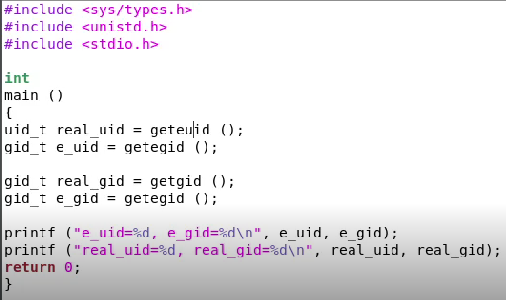 #include <sys/types.h>
#include <unistd.h>
#include <stdio.h>
int
main ()
{
uid_t real_uid = geteuid ();
gid_t e_uid = getegid ();
gid_t real_gid = getgid ();
gid_t e_gid = getegid ();
printf ("e_uid=%d, e_gid=%d\n", e_uid, e_gid);
printf ("real_uid=%d, real_gid=%d\n", real_uid, real_gid);
return 0;
}